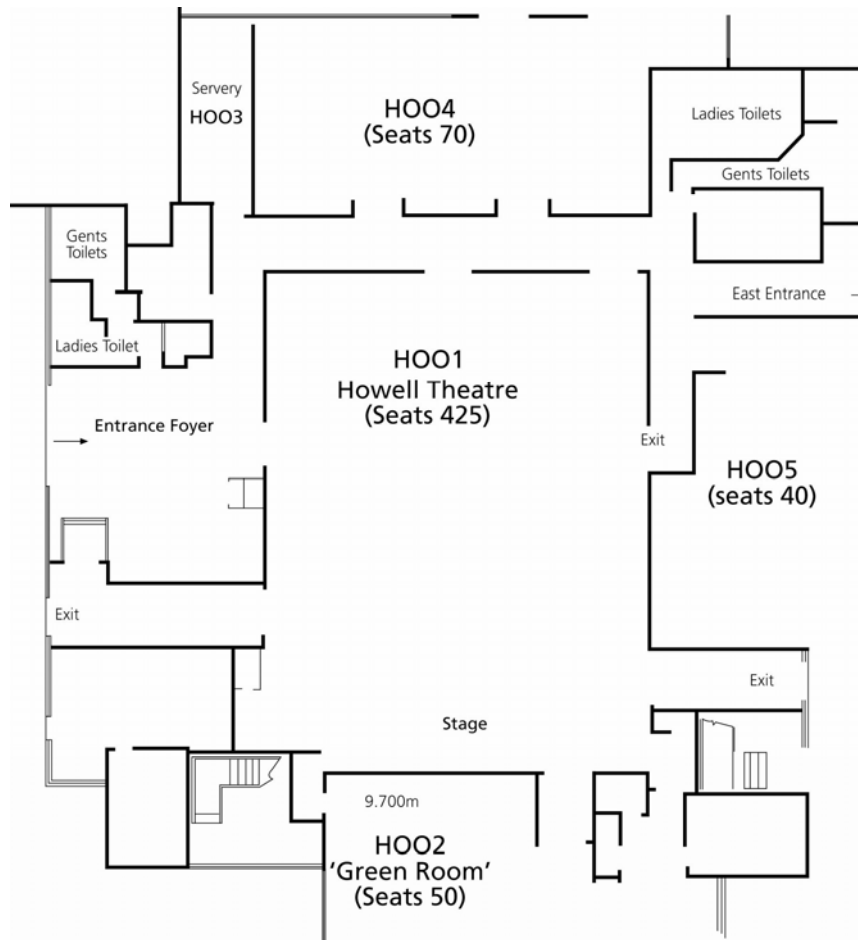 Servery
HOO3
HOO4
(Seats 70)
Ladies Toilets
Gents Toilets
Gents
Toilets
East Entrance
Ladies Toilet
HOO1
Howell Theatre
(Seats 425)
Entrance Foyer
Exit
HOO5
(seats 40)
Exit
Exit
Stage
9.700m
HOO2
'Green Room'
(Seats 50)